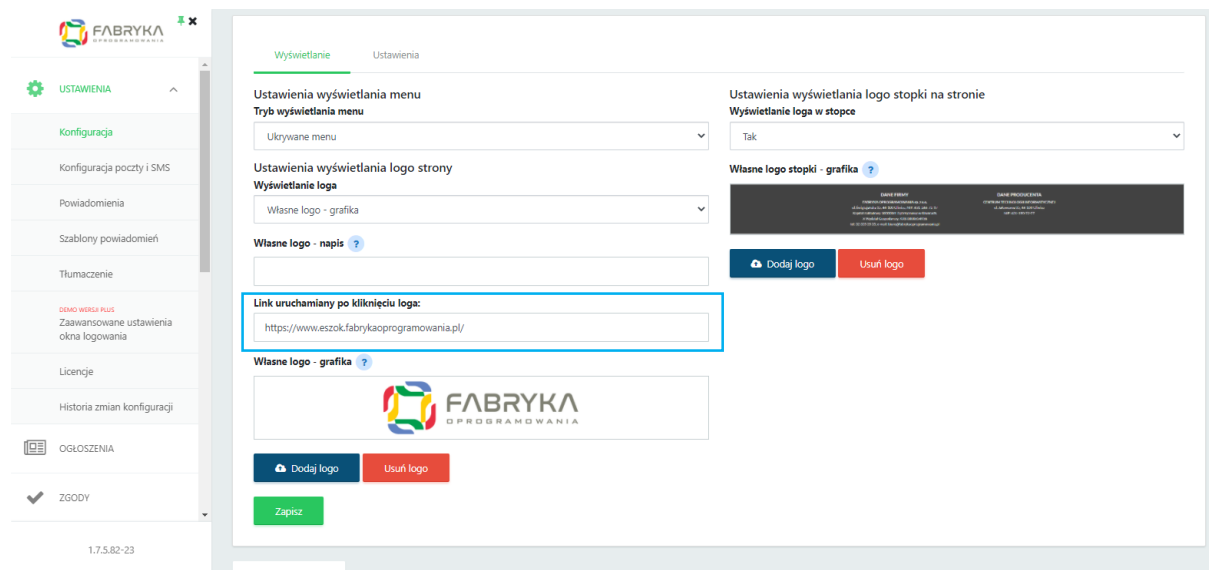 FABRYKA
OPROGRAMOWANIA
USTAWIENIA
Konfiguracja
Konfiguracja poczty i SMS
Powiadomienia
Szablony powiadomień
Tłumaczenie
DEMO WERSJI PLUS
Zaawansowane ustawienia
okna logowania
Licencje
Historia zmian konfiguracji
OGŁOSZENIA
ZGODY
1.7.5.82-23
Wyświetlanie
Ustawienia
Ustawienia wyświetlania menu
Tryb wyświetlania menu
Ukrywane menu
Ustawienia wyświetlania logo strony
Wyświetlanie loga
Własne logo - grafika
Własne logo - napis ?
Link uruchamiany po kliknięciu loga:
https://www.eszok.fabrykaoprogramowania.pl/
Własne logo - grafika ?
FABRYKA
OPROGRAMOWANIA
Dodaj logo
Usuń logo
Zapisz
Ustawienia wyświetlania logo stopki na stronie
Wyświetlanie loga w stopce
Tak
Własne logo stopki - grafika ?
DANE FIRMY
DANE PRODUCENTA
Dodaj logo
Usuń logo